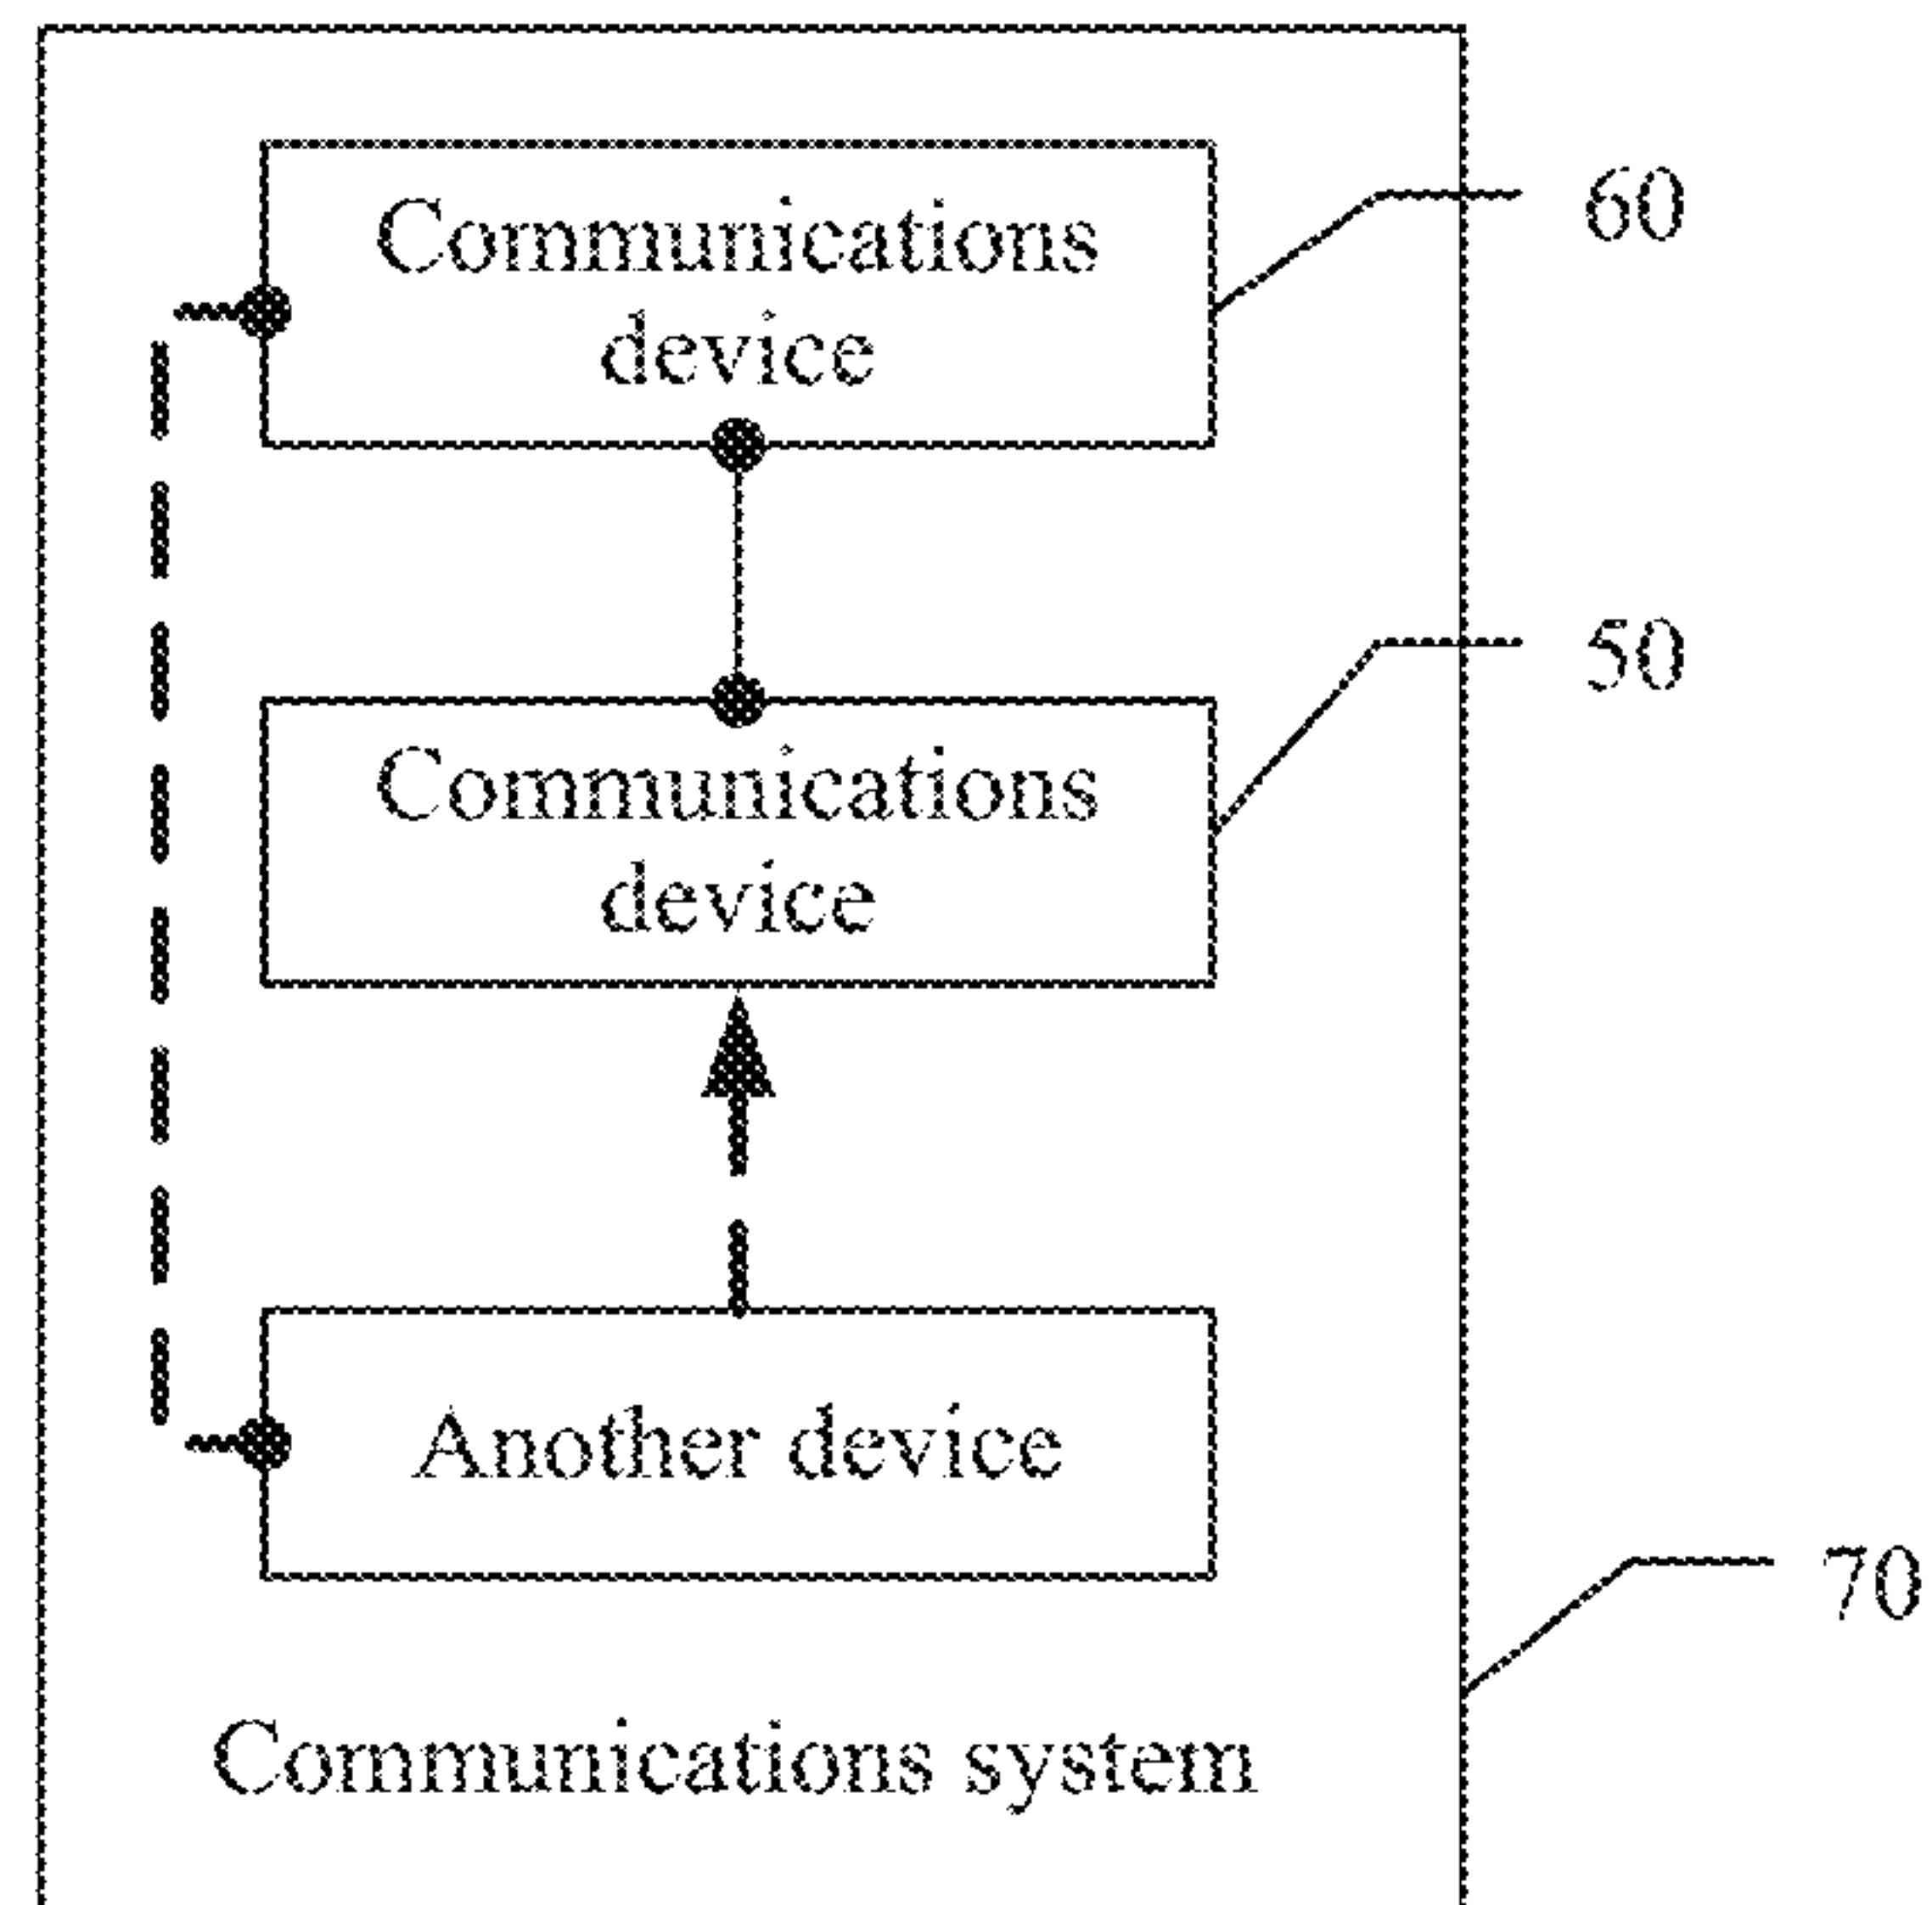 Communications
device
60
Communications
device
50
Another device
70
Communications system